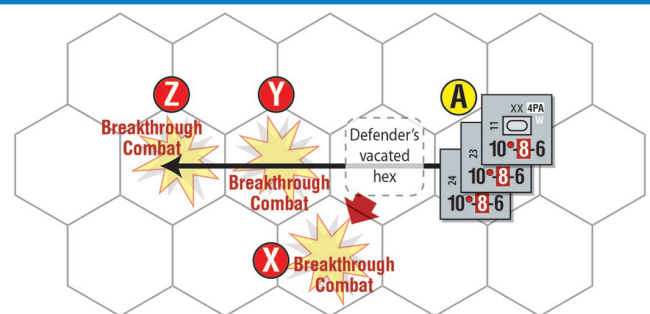 Z
Y
A
Breakthrough
Combat
Breakthrough
Combat
Defender's
vacated
hex
XX 4PA
11
W
10•-8-6
23
10•-8-6
24
10•-8-6
X
Breakthrough
Combat